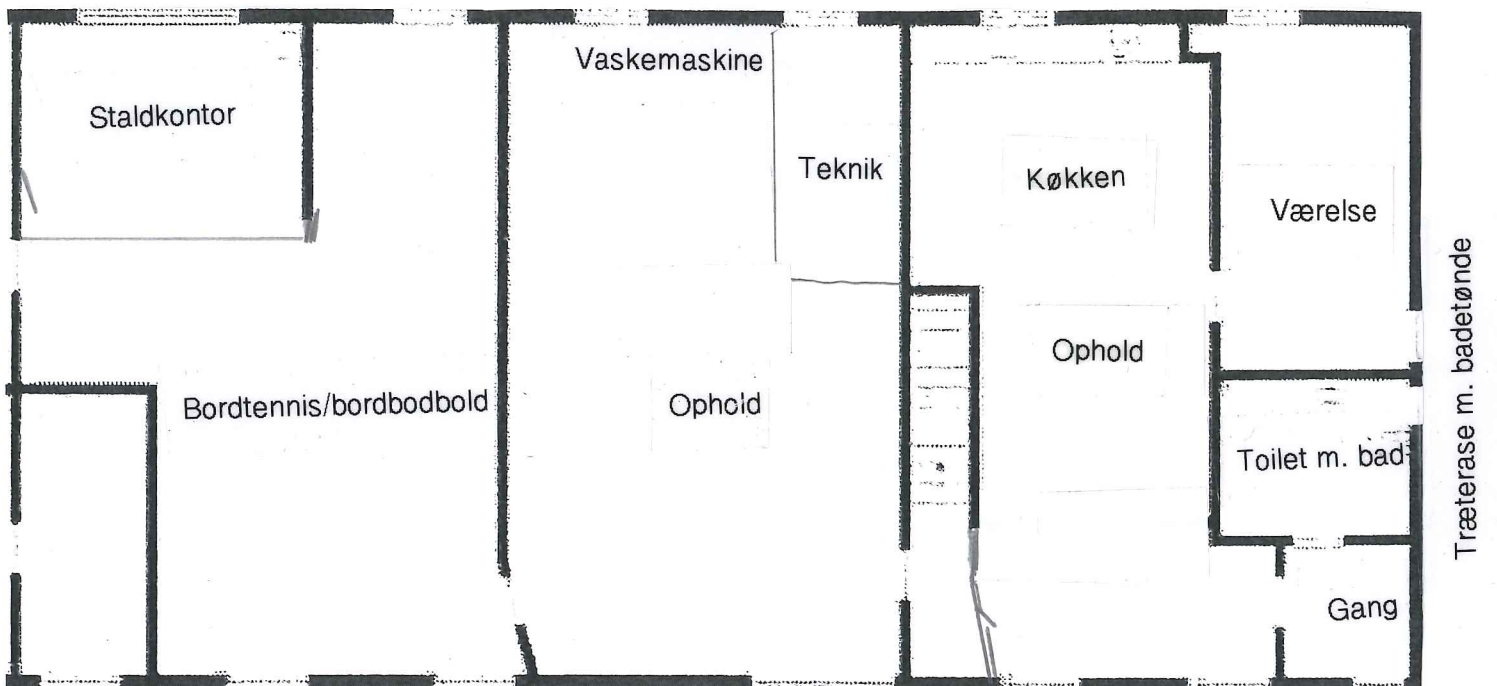 Vaskemaskine
Staldkontor
Teknik
Køkken
Værelse
Ophold
Bordtennis/bordbodbold
Ophold
Toilet m. bad
Gang
Træterase m. badetønde